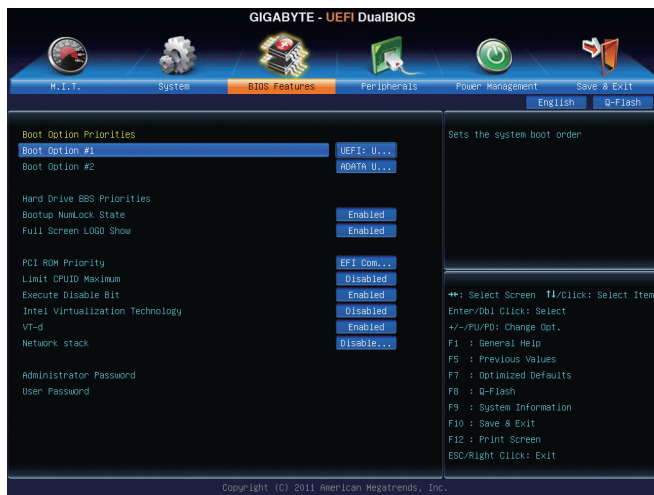 GIGABYTE - UEFI DualBIOS
M.I.T. System BIOS Features Peripherals Power Management Save & Exit
English Q-Flash
Boot Option Priorities
Boot Option #1 UEFI: U...
Boot Option #2 ADATA U...
Hard Drive BBS Priorities
Bootup NumLock State Enabled
Full Screen LOGO Show Enabled
PCI ROM Priority EFI Com...
Limit CPUID Maximum Disabled
Execute Disable Bit Enabled
Intel Virtualization Technology Disabled
VT-d Enabled
Network stack Disable...
Administrator Password
User Password
Sets the system boot order
→←: Select Screen ↑↓/Click: Select Item
Enter/Dbl Click: Select
+/-/PU/PD: Change Opt.
F1 : General Help
F5 : Previous Values
F7 : Optimized Defaults
F8 : Q-Flash
F9 : System Information
F10 : Save & Exit
F12 : Print Screen
ESC/Right Click: Exit
Copyright (C) 2011 American Megatrends, Inc.